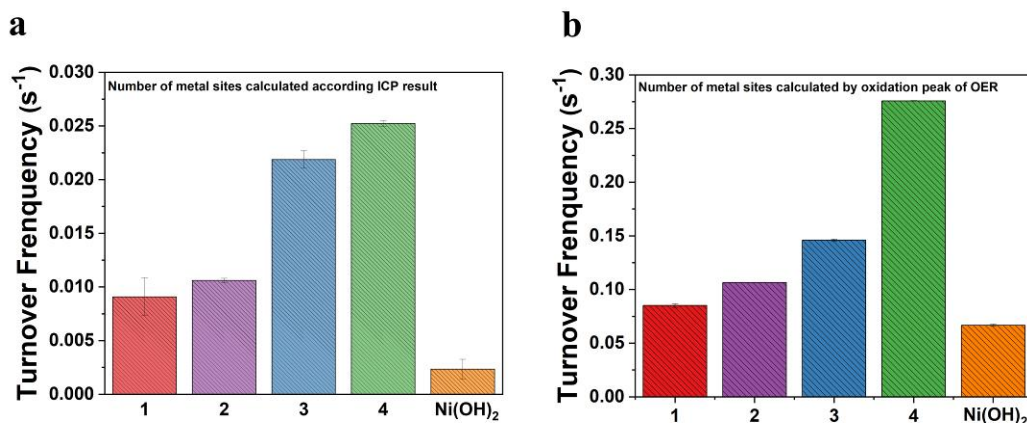 a
Turnover Frenquency (s⁻¹)
0.030
0.025
0.020
0.015
0.010
0.005
0.000
Number of metal sites calculated according ICP result
1 2 3 4 Ni(OH)₂
b
Turnover Frenquency (s⁻¹)
0.30
0.25
0.20
0.15
0.10
0.05
0.00
Number of metal sites calculated by oxidation peak of OER
1 2 3 4 Ni(OH)₂